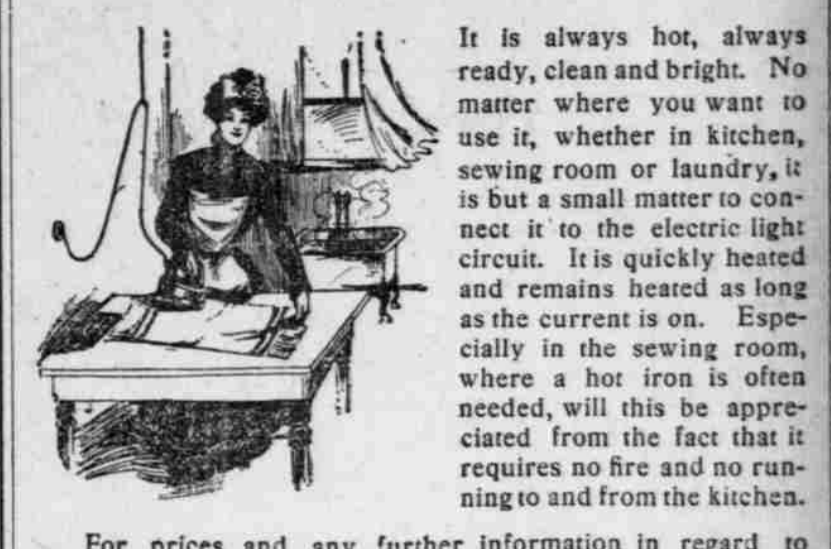 It is always hot, always
ready, clean and bright. No
matter where you want to
use it, whether in kitchen,
sewing room or laundry, it
is but a small matter to con-
nect it to the electric light
circuit. It is quickly heated
and remains heated as long
as the current is on. Espe-
cially in the sewing room,
where a hot iron is often
needed, will this be appre-
ciated from the fact that it
requires no fire and no run-
ning to and from the kitchen.
For prices and any further information in regard to